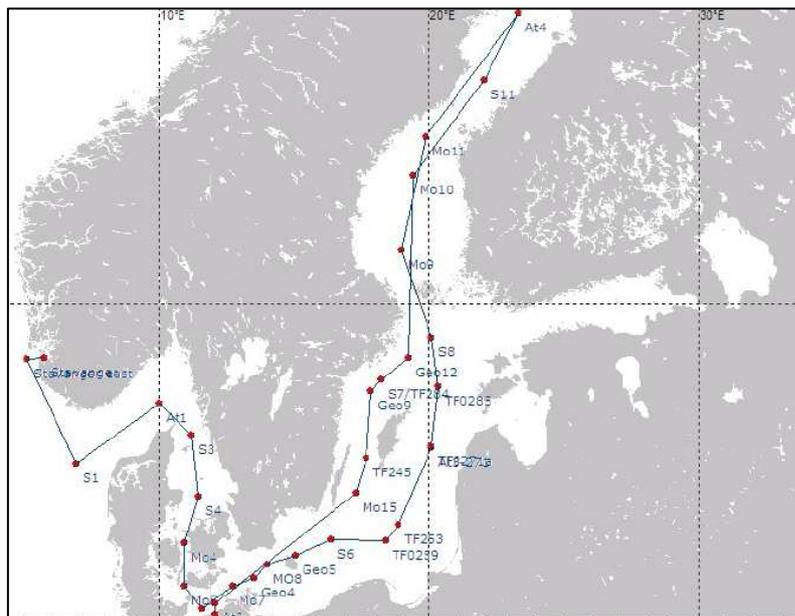 10°E
20°E
30°E
At4
S11
Mo11
Mo10
Mo9
S8
Geo12
S7/TF284
TF0285
Geo9
At1
S3
S1
TF245
Mo15
S4
TF263
TF0259
S6
Mo4
Geo5
MO8
Geo4
Mo7